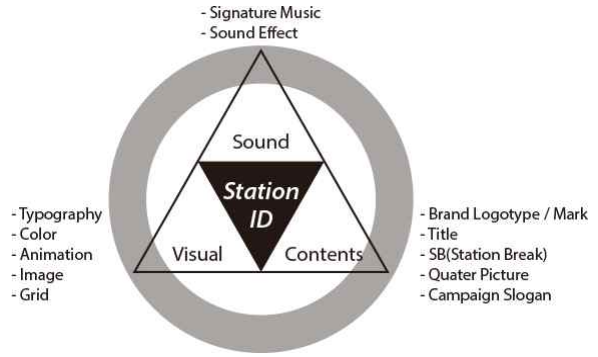 - Signature Music
- Sound Effect
Sound
Station
ID
Visual
Contents
- Typography
- Color
- Animation
- Image
- Grid
- Brand Logotype / Mark
- Title
- SB(Station Break)
- Quater Picture
- Campaign Slogan